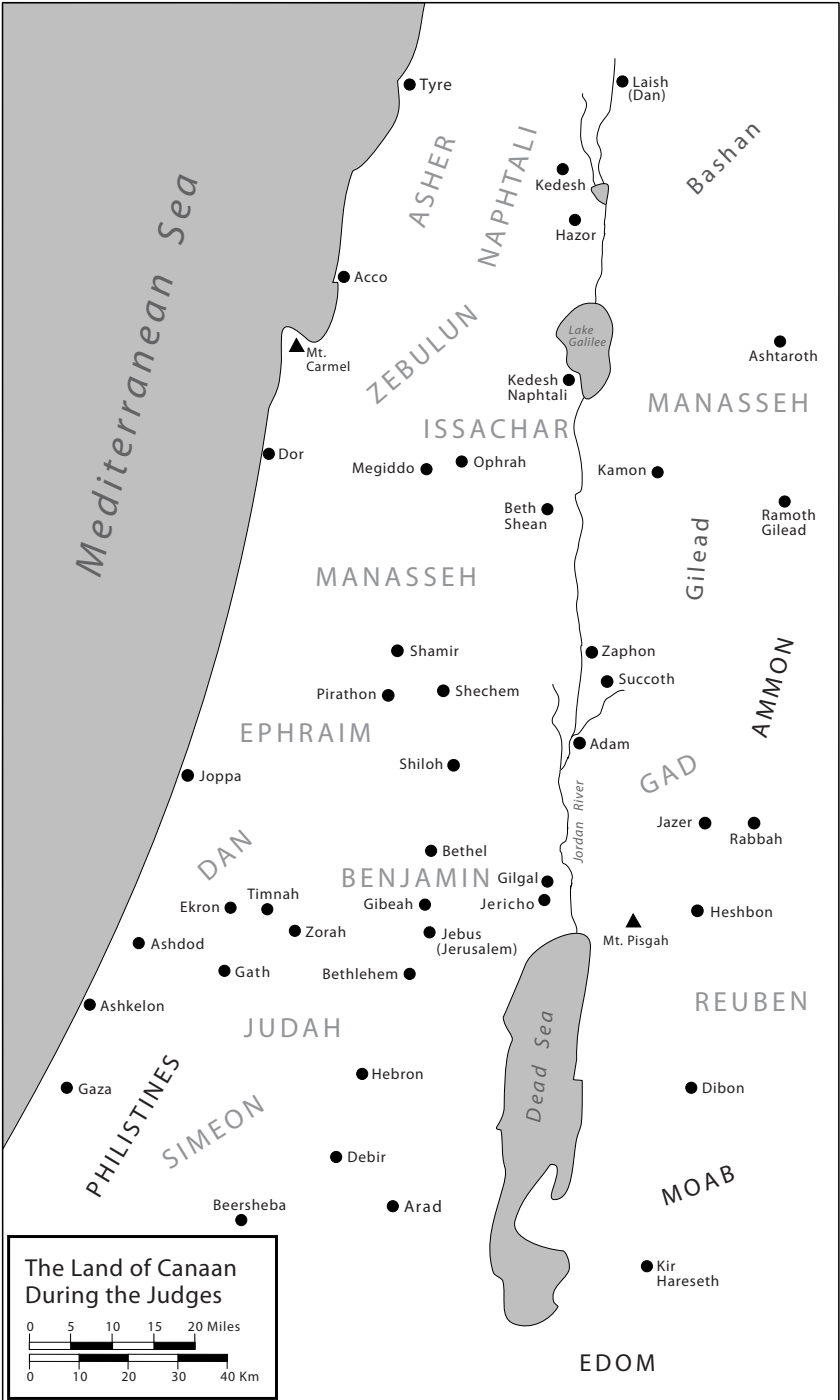 Tyre
Laish
(Dan)
ASHER
NAPHTALI
Bashan
Kedesh
Hazor
Mediterranean Sea
Acco
Mt.
Carmel
ZEBULUN
Lake
Galilee
Ashtaroth
Kedesh
Naphtali
MANASSEH
ISSACHAR
Dor
Megiddo
Ophrah
Kamon
Beth
Shean
Ramoth
Gilead
Gilead
MANASSEH
Shamir
Zaphon
AMMON
Pirathon
Shechem
Succoth
EPHRAIM
Adam
Shiloh
Joppa
GAD
Jordan River
Jazer
Rabbah
DAN
Bethel
BENJAMIN
Gilgal
Timnah
Ekron
Gibeah
Jericho
Heshbon
Zorah
Jebus
(Jerusalem)
Mt. Pisgah
Ashdod
Gath
Bethlehem
Ashkelon
REUBEN
JUDAH
Dead Sea
Hebron
Gaza
Dibon
PHILISTINES
SIMEON
Debir
MOAB
Beersheba
Arad
Kir
Hareseth
The Land of Canaan
During the Judges
0 5 10 15 20 Miles
0 10 20 30 40 Km
EDOM